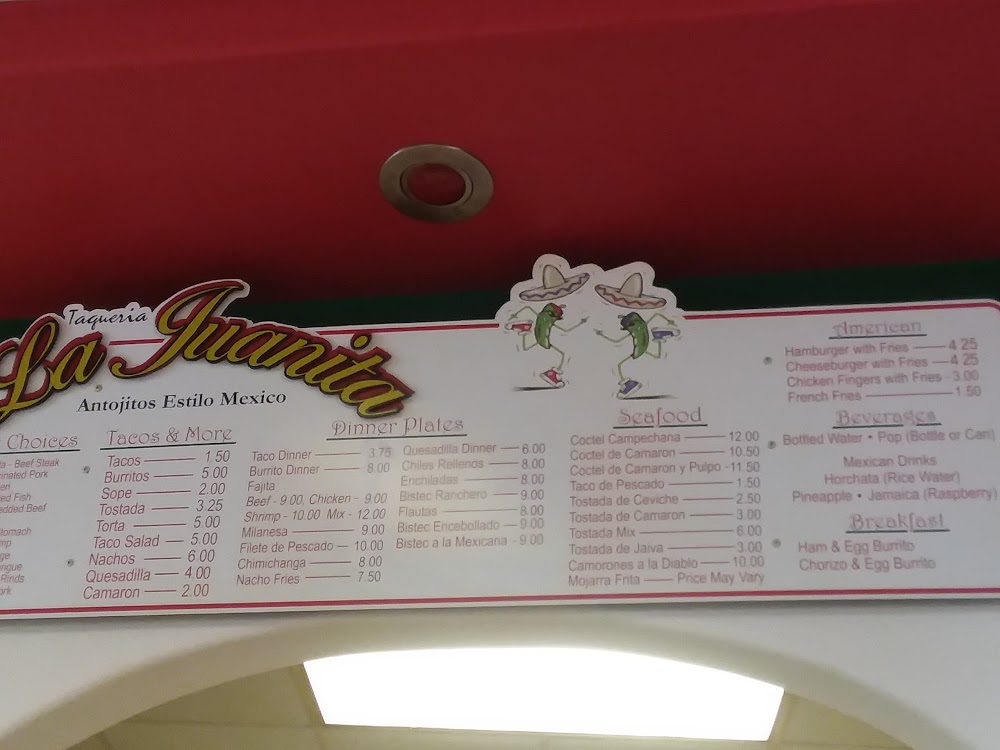 Taqueria
La Juanita
Antojitos Estilo Mexico
Choices
Beef Steak
Pork
Fish
Beef
Rinds
Tacos & More
Tacos 1.50
Burritos 5.00
Sope 2.00
Tostada 3.25
Torta 5.00
Taco Salad 5.00
Nachos 6.00
Quesadilla 4.00
Camaron 2.00
Dinner Plates
Taco Dinner 3.75
Burrito Dinner 8.00
Fajita
Beef - 9.00, Chicken - 9.00
Shrimp - 10.00 Mix - 12.00
Milanesa 9.00
Filete de Pescado 10.00
Chimichanga 8.00
Nacho Fries 7.50
Quesadilla Dinner 6.00
Chiles Rellenos 8.00
Enchiladas 8.00
Bistec Ranchero 9.00
Flautas 8.00
Bistec Encebollado 9.00
Bistec a la Mexicana - 9.00
Seafood
Coctel Campechana 12.00
Coctel de Camaron 10.50
Coctel de Camaron y Pulpo -11.50
Taco de Pescado 1.50
Tostada de Ceviche 2.50
Tostada de Camaron 3.00
Tostada Mix 6.00
Tostada de Jaiva 3.00
Camorones a la Diablo 10.00
Mojarra Frita Price May Vary
American
Hamburger with Fries 4.25
Cheeseburger with Fries 4.25
Chicken Fingers with Fries - 3.00
French Fries 1.50
Beverages
Bottled Water • Pop (Bottle or Can)
Mexican Drinks
Horchata (Rice Water)
Pineapple • Jamaica (Raspberry)
Breakfast
Ham & Egg Burrito
Chorizo & Egg Burrito